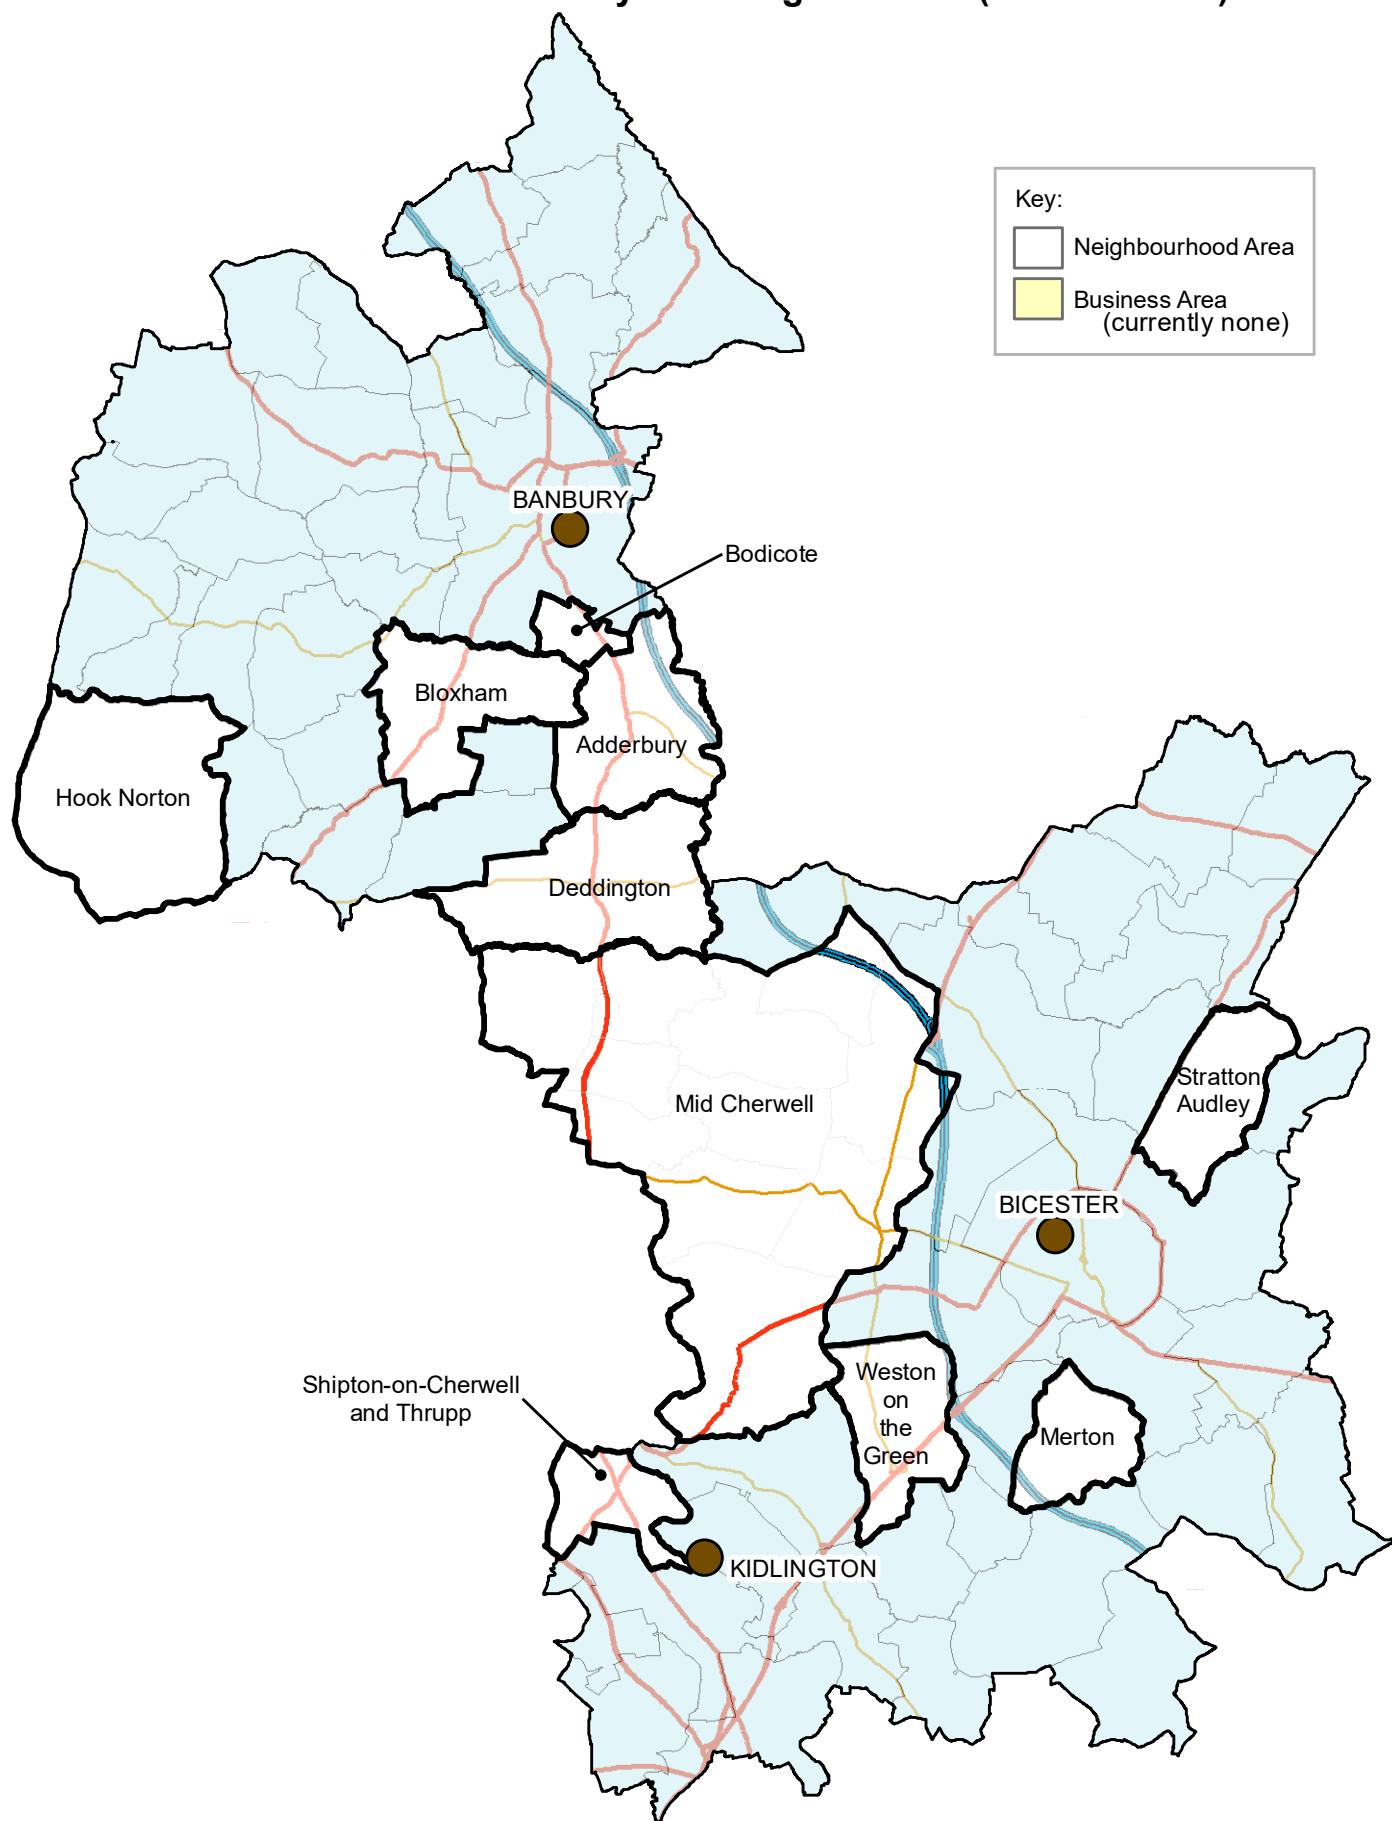 Key:
Neighbourhood Area
Business Area
(currently none)
BANBURY
Bodicote
Bloxham
Adderbury
Hook Norton
Deddington
Mid Cherwell
Stratton
Audley
BICESTER
Shipton-on-Cherwell
and Thrupp
Weston
on
the
Green
Merton
KIDLINGTON